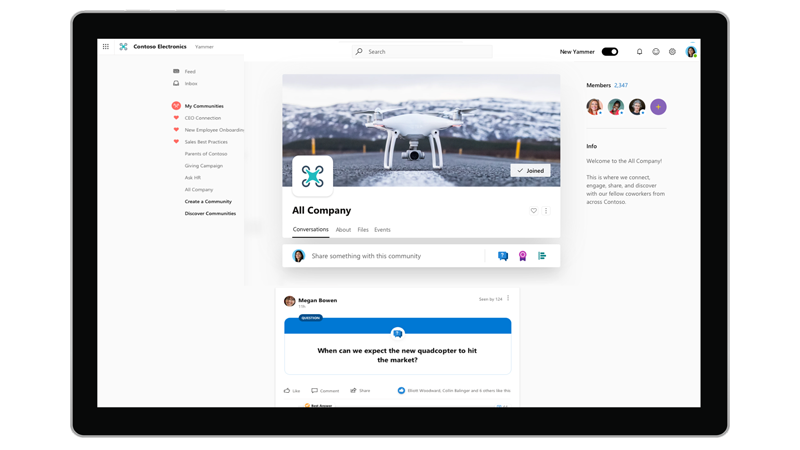 Contoso Electronics Yammer
Search
New Yammer
Feed
Inbox
My Communities
CEO Connection
New Employee Onboarding
Sales Best Practices
Parents of Contoso
Giving Campaign
Ask HR
All Company
Create a Community
Discover Communities
Joined
All Company
Conversations About Files Events
Share something with this community
Megan Bowen
Seen by 124
QUESTION
When can we expect the new quadcopter to hit
the market?
Like Comment Share
Elliott Woodward, Collin Ballinger and 6 others like this.
Best Answer
Members 2,347
Info
Welcome to the All Company!
This is where we connect,
engage, share, and discover
with our fellow coworkers from
across Contoso.